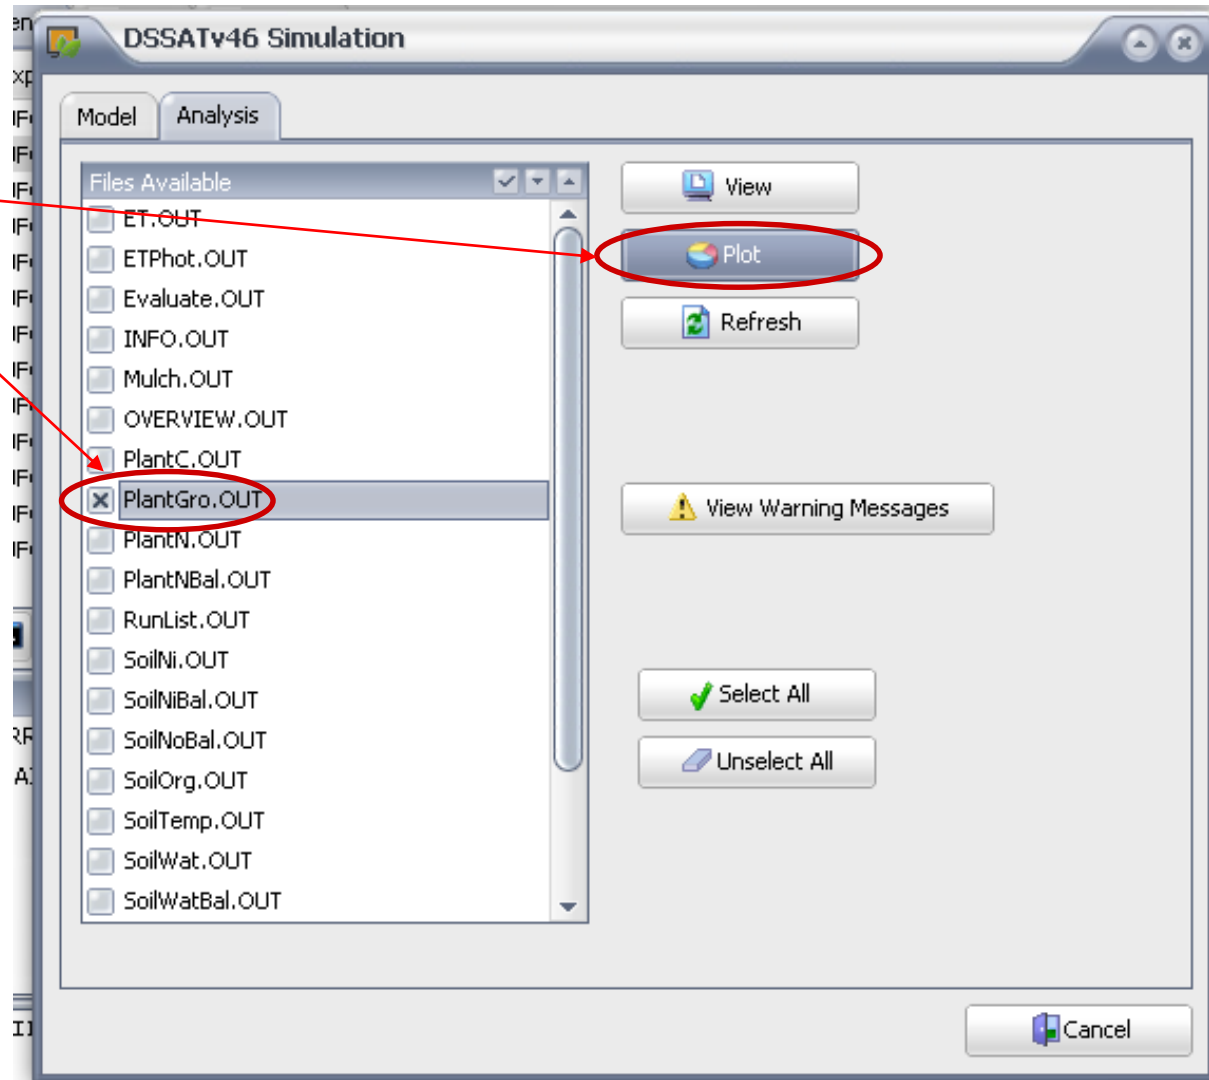 DSSATv46 Simulation
Model
Analysis
Files Available
ET.OUT
ETPhot.OUT
Evaluate.OUT
INFO.OUT
Mulch.OUT
OVERVIEW.OUT
PlantC.OUT
PlantGro.OUT
PlantN.OUT
PlantNBal.OUT
RunList.OUT
SoilNi.OUT
SoilNiBal.OUT
SoilNoBal.OUT
SoilOrg.OUT
SoilTemp.OUT
SoilWat.OUT
SoilWatBal.OUT
View
Plot
Refresh
View Warning Messages
Select All
Unselect All
Cancel